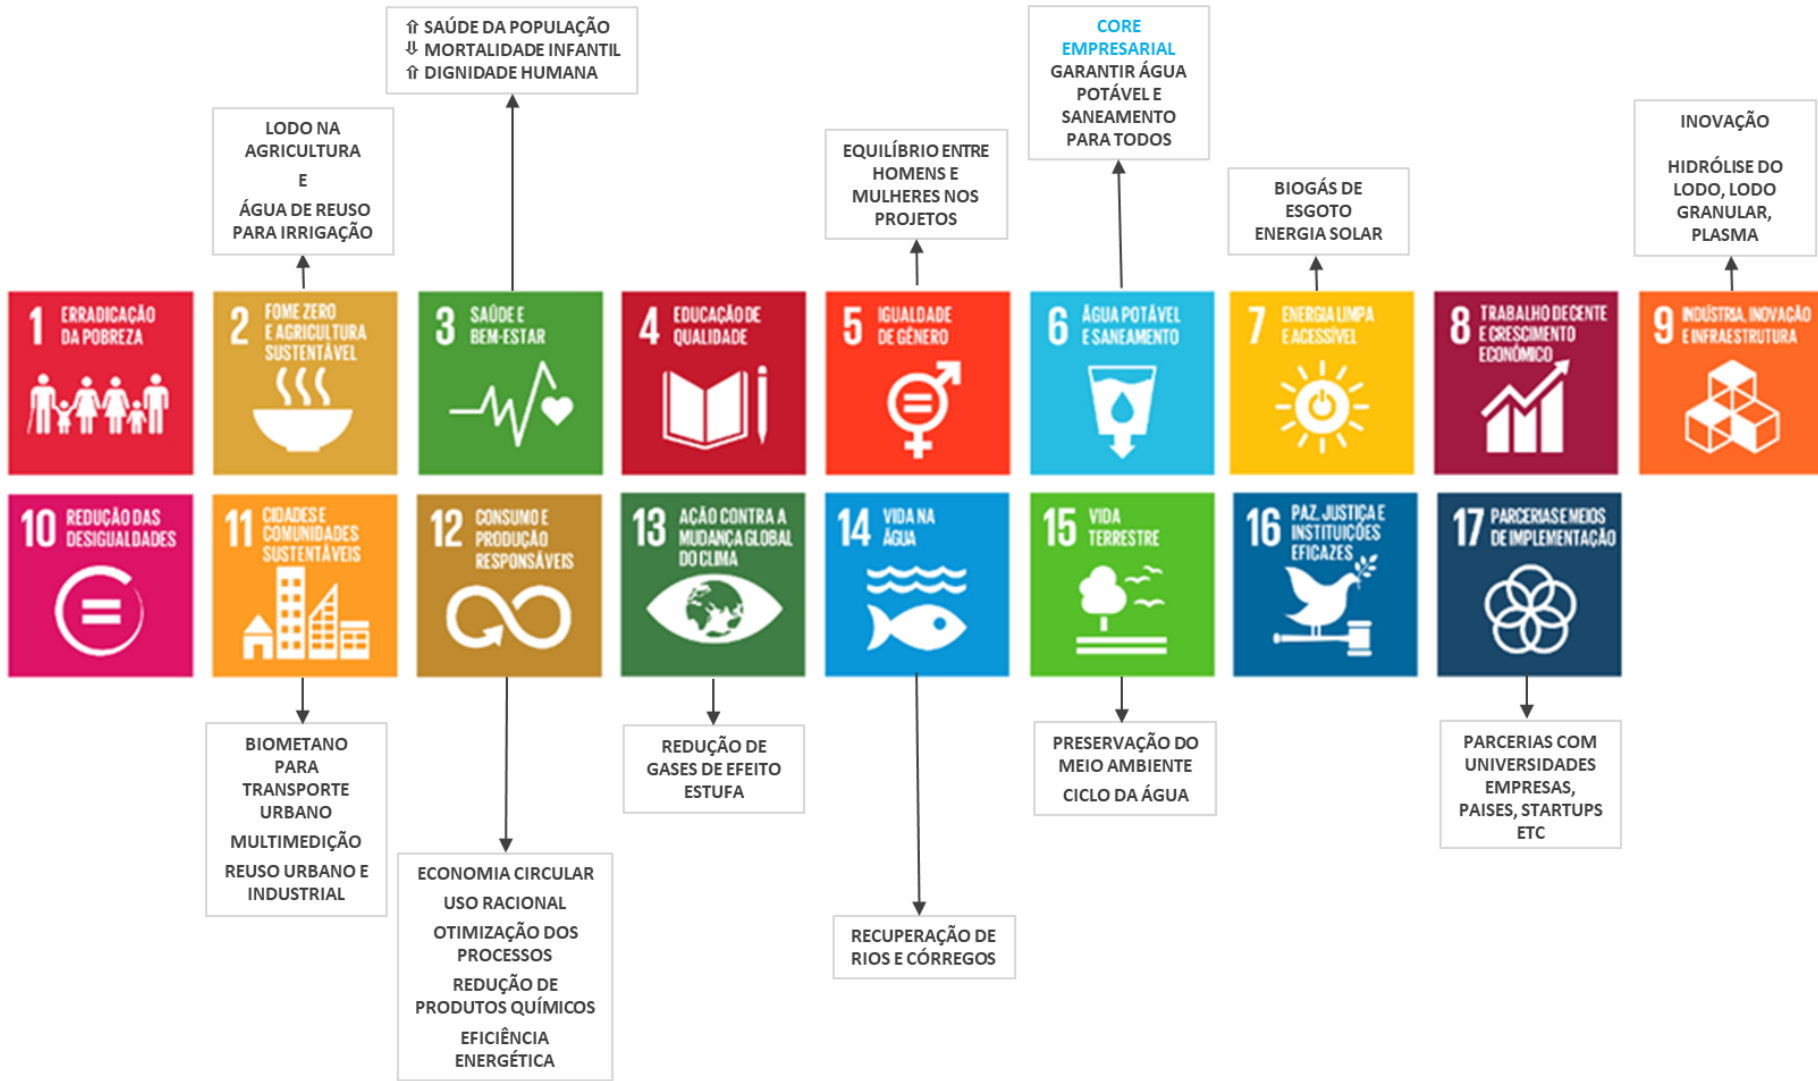 ⇧ SAÚDE DA POPULAÇÃO
⇩ MORTALIDADE INFANTIL
⇧ DIGNIDADE HUMANA
CORE
EMPRESARIAL
GARANTIR ÁGUA
POTÁVEL E
SANEAMENTO
PARA TODOS
LODO NA
AGRICULTURA
E
ÁGUA DE REUSO
PARA IRRIGAÇÃO
EQUILÍBRIO ENTRE
HOMENS E
MULHERES NOS
PROJETOS
BIOGÁS DE
ESGOTO
ENERGIA SOLAR
INOVAÇÃO
HIDRÓLISE DO
LODO, LODO
GRANULAR,
PLASMA
1 ERRADICAÇÃO
DA POBREZA
2 FOME ZERO
E AGRICULTURA
SUSTENTÁVEL
3 SAÚDE E
BEM-ESTAR
4 EDUCAÇÃO DE
QUALIDADE
5 IGUALDADE
DE GÊNERO
6 ÁGUA POTÁVEL
E SANEAMENTO
7 ENERGIA LIMPA
E ACESSÍVEL
8 TRABALHO DECENTE
E CRESCIMENTO
ECONÔMICO
9 INDÚSTRIA, INOVAÇÃO
E INFRAESTRUTURA
10 REDUÇÃO DAS
DESIGUALDADES
11 CIDADES E
COMUNIDADES
SUSTENTÁVEIS
12 CONSUMO E
PRODUÇÃO
RESPONSÁVEIS
13 AÇÃO CONTRA A
MUDANÇA GLOBAL
DO CLIMA
14 VIDA NA
ÁGUA
15 VIDA
TERRESTRE
16 PAZ, JUSTIÇA E
INSTITUIÇÕES
EFICAZES
17 PARCERIAS E MEIOS
DE IMPLEMENTAÇÃO
BIOMETANO
PARA
TRANSPORTE
URBANO
MULTIMEDIÇÃO
REUSO URBANO E
INDUSTRIAL
ECONOMIA CIRCULAR
USO RACIONAL
OTIMIZAÇÃO DOS
PROCESSOS
REDUÇÃO DE
PRODUTOS QUÍMICOS
EFICIÊNCIA
ENERGÉTICA
REDUÇÃO DE
GASES DE EFEITO
ESTUFA
RECUPERAÇÃO DE
RIOS E CÓRREGOS
PRESERVAÇÃO DO
MEIO AMBIENTE
CICLO DA ÁGUA
PARCERIAS COM
UNIVERSIDADES
EMPRESAS,
PAISES, STARTUPS
ETC